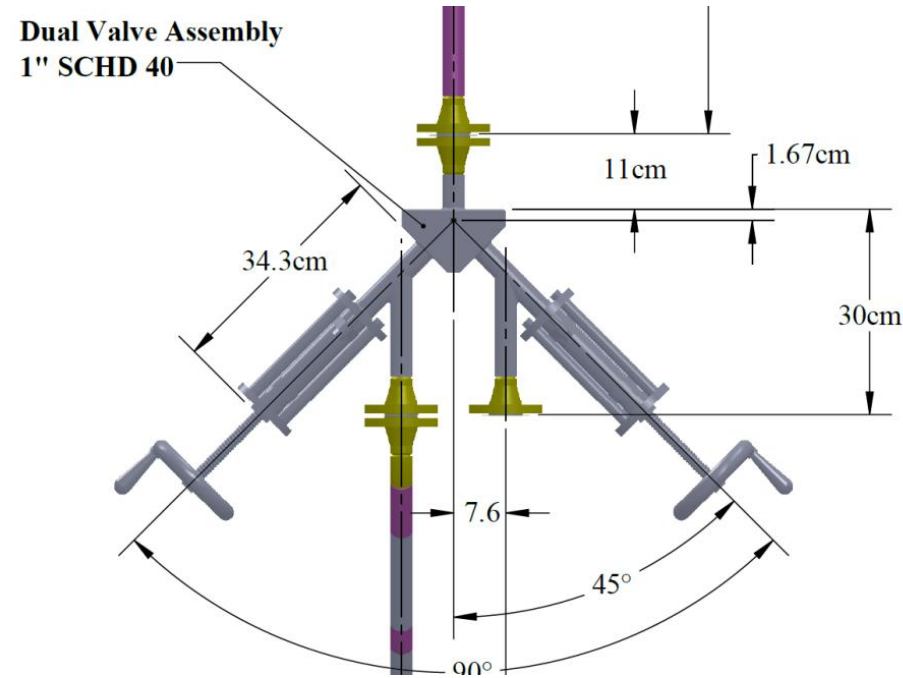 Dual Valve Assembly
1" SCHD 40
1.67cm
11cm
34.3cm
30cm
7.6
45°
90°